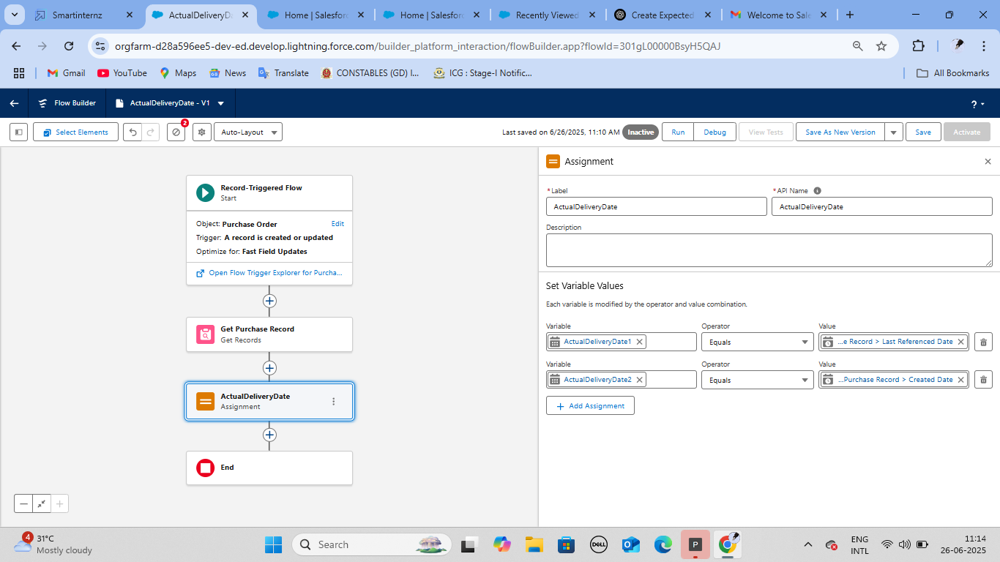 Smartinternz
ActualDeliveryDa
Home | Salesforc
Home | Salesforc
Recently Viewed
Create Expected
Welcome to Sale
orgfarm-d28a596ee5-dev-ed.develop.lightning.force.com/builder_platform_interaction/flowBuilder.app?flowId=301gL00000BsyH5QAJ
Gmail
YouTube
Maps
News
Translate
CONSTABLES (GD) I...
ICG : Stage-I Notific...
All Bookmarks
Flow Builder
ActualDeliveryDate - V1
?
Select Elements
2
Auto-Layout
Last saved on 6/26/2025, 11:10 AM
Inactive
Run
Debug
View Tests
Save As New Version
Save
Activate
Record-Triggered Flow
Start
Object: Purchase Order
Edit
Trigger: A record is created or updated
Optimize for: Fast Field Updates
Open Flow Trigger Explorer for Purcha...
Get Purchase Record
Get Records
ActualDeliveryDate
Assignment
End
Assignment
*Label
*API Name
ActualDeliveryDate
ActualDeliveryDate
Description
Set Variable Values
Each variable is modified by the operator and value combination.
Variable
Operator
Value
ActualDeliveryDate1
Equals
...e Record > Last Referenced Date
Variable
Operator
Value
ActualDeliveryDate2
Equals
...Purchase Record > Created Date
Add Assignment
4
31°C
Mostly cloudy
Search
DELL
P
ENG
INTL
11:14
26-06-2025